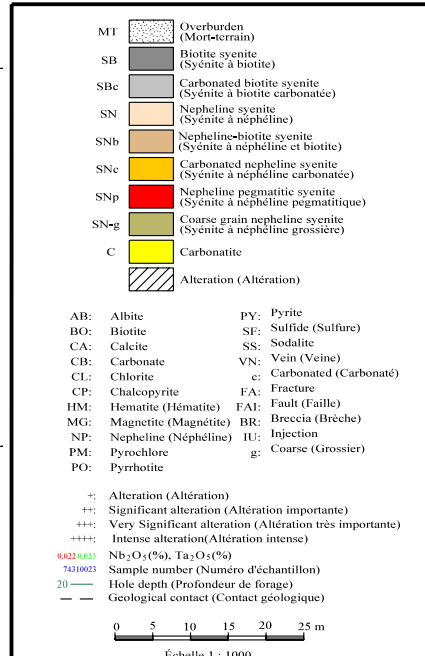 MT Overburden
(Mort-terrain)
SB Biotite syenite
(Syénite à biotite)
SBc Carbonated biotite syenite
(Syénite à biotite carbonatée)
SN Nepheline syenite
(Syénite à néphéline)
SNb Nepheline-biotite syenite
(Syénite à néphéline et biotite)
SNc Carbonated nepheline syenite
(Syénite à néphéline carbonatée)
SNp Nepheline pegmatitic syenite
(Syénite à néphéline pegmatitique)
SN-g Coarse grain nepheline syenite
(Syénite à néphéline grossière)
C Carbonatite
Alteration (Altération)
AB: Albite
BO: Biotite
CA: Calcite
CB: Carbonate
CL: Chlorite
CP: Chalcopyrite
HM: Hematite (Hématite)
MG: Magnetite (Magnétite)
NP: Nepheline (Néphéline)
PM: Pyrochlore
PO: Pyrrhotite
PY: Pyrite
SF: Sulfide (Sulfure)
SS: Sodalite
VN: Vein (Veine)
c: Carbonated (Carbonaté)
FA: Fracture
FAI: Fault (Faille)
BR: Breccia (Brèche)
IU: Injection
g: Coarse (Grossier)
+: Alteration (Altération)
++: Significant alteration (Altération importante)
+++: Very Significant alteration (Altération très importante)
++++: Intense alteration(Altération intense)
0,022 0,023 Nb2O5(%), Ta2O5(%)
74310023 Sample number (Numéro d'échantillon)
20 Hole depth (Profondeur de forage)
Geological contact (Contact géologique)
0 5 10 15 20 25 m
Échelle 1 : 1000